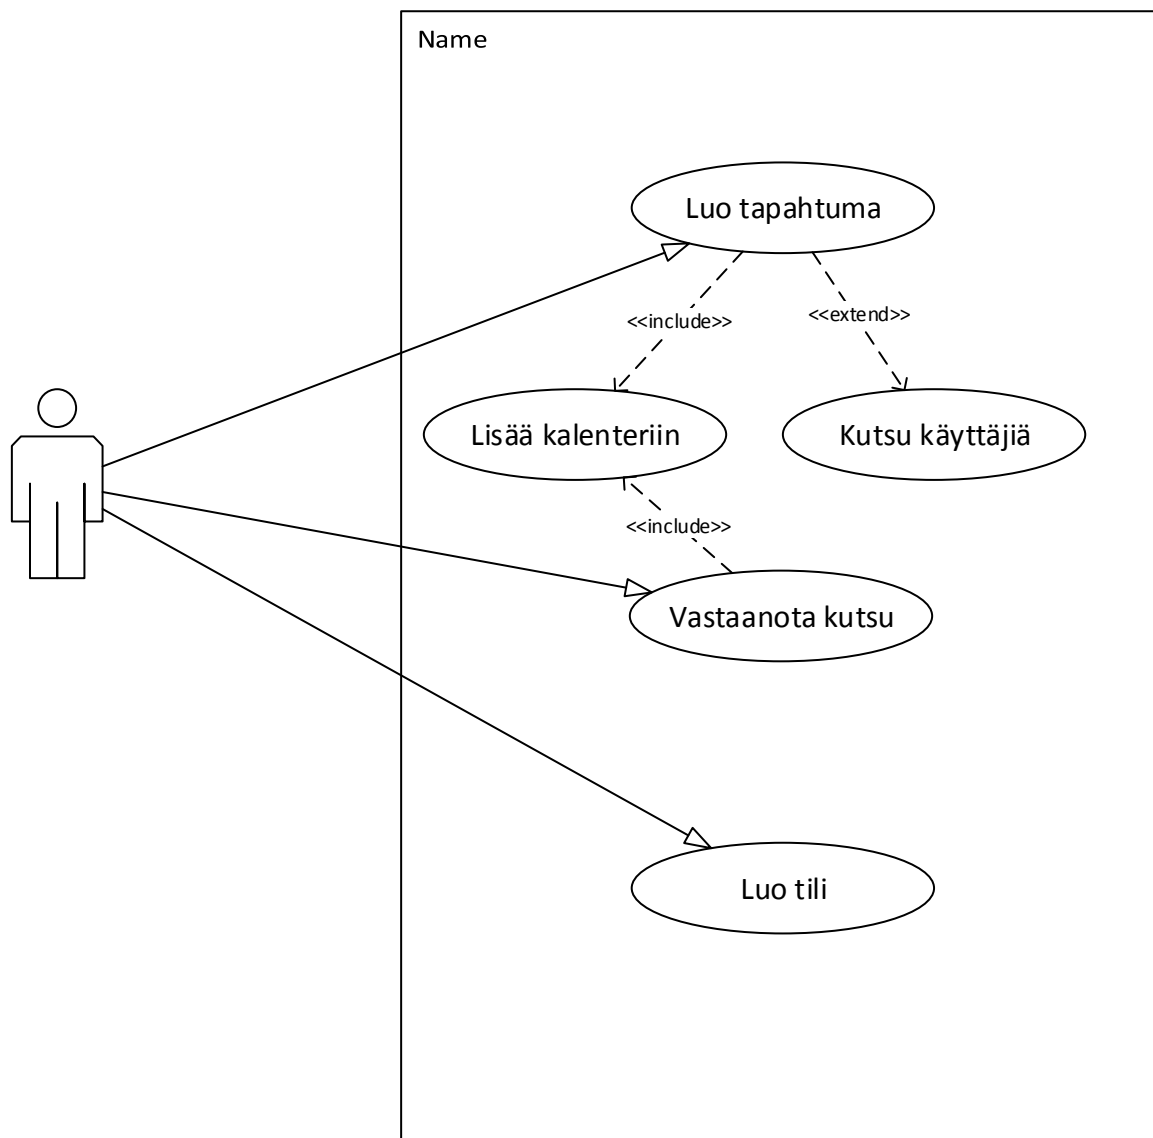 Name
Luo tapahtuma
<<include>>
<<extend>>
Lisää kalenteriin
Kutsu käyttäjiä
<<include>>
Vastaanota kutsu
Luo tili